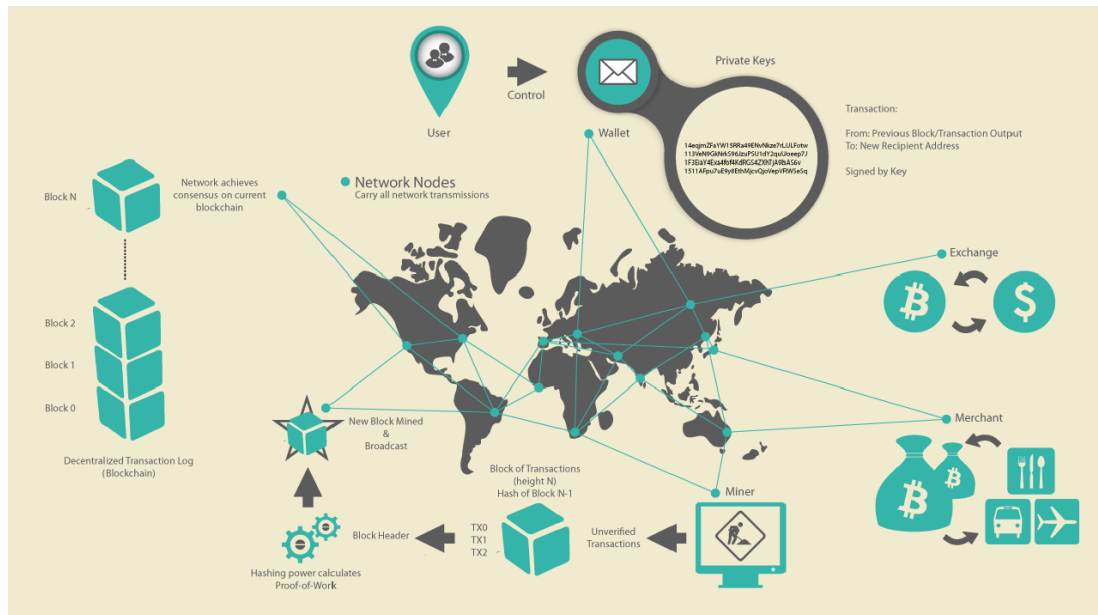 Private Keys
Control
User
Wallet
Transaction:
From: Previous Block/Transaction Output
To: New Recipient Address
Signed by Key
Block N
Network achieves
consensus on current
blockchain
Network Nodes
Carry all network transmissions
Exchange
Block 2
Block 1
Block 0
Decentralized Transaction Log
(Blockchain)
New Block Mined
&
Broadcast
Merchant
Block of Transactions
(height N)
Hash of Block N-1
Miner
TX0
TX1
TX2
Block Header
Unverified
Transactions
Hashing power calculates
Proof-of-Work